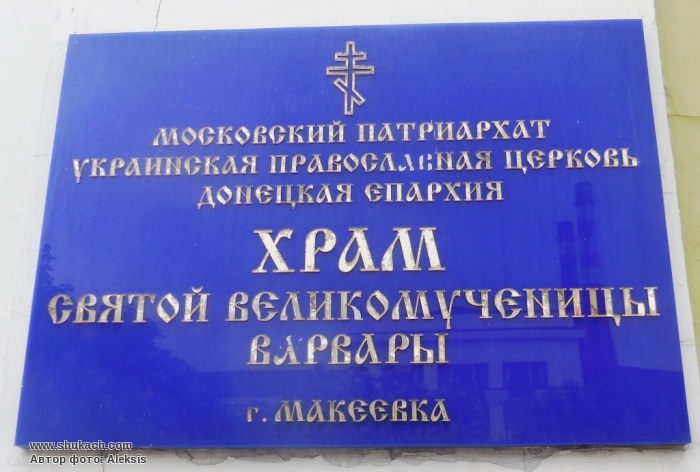 МОСКОВСКИЙ ПАТРИАРХАТ
УКРАИНСКАЯ ПРАВОСЛАВНАЯ ЦЕРКОВЬ
ДОНЕЦКАЯ ЕПАРХИЯ
ХРАМ
СВЯТОЙ ВЕЛИКОМУЧЕНИЦЫ
ВАРВАРЫ
г. МАКЕЕВКА
www.shukach.com
Автор фото: Aleksis